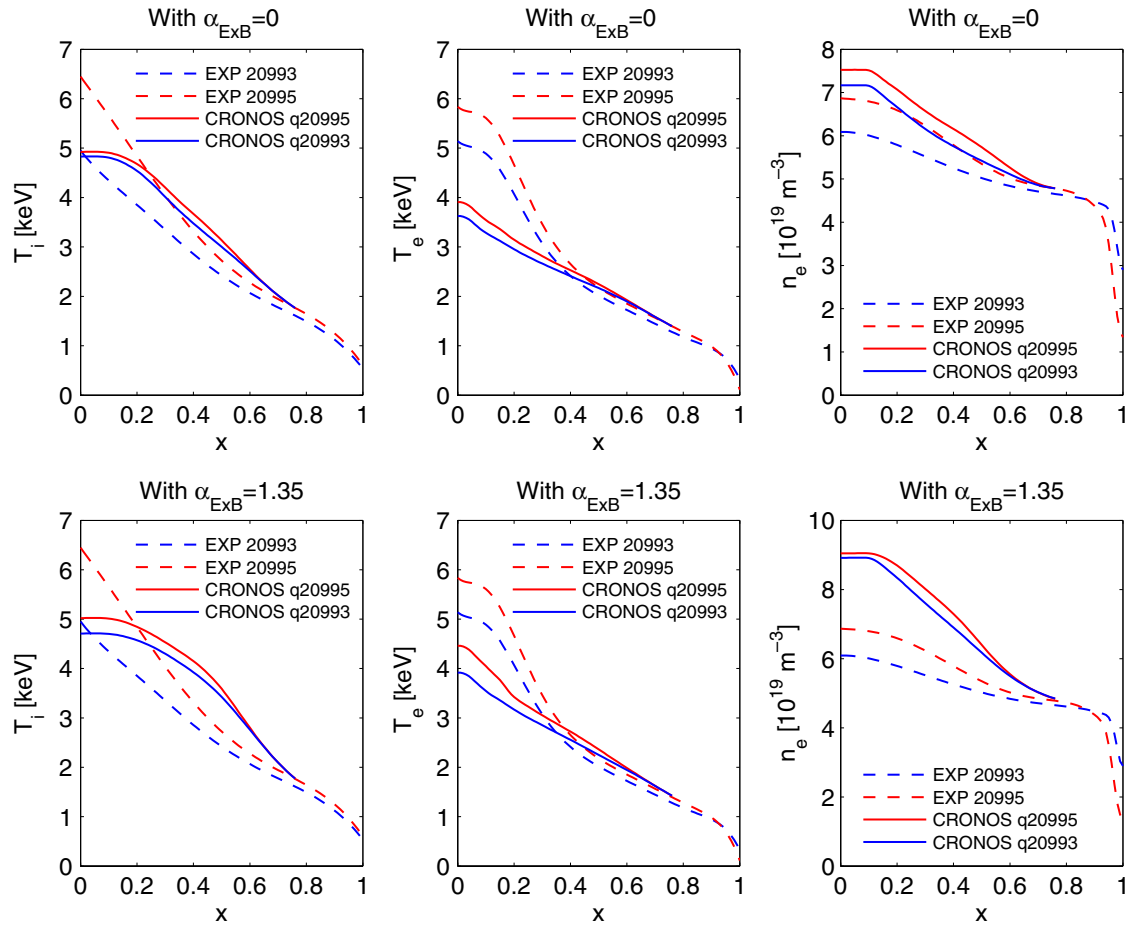 With α_ExB=0
7
6
5
4
3
2
1
0
T_i [keV]
EXP 20993
EXP 20995
CRONOS q20995
CRONOS q20993
0 0.2 0.4 0.6 0.8 1
x
With α_ExB=0
7
6
5
4
3
2
1
0
T_e [keV]
EXP 20993
EXP 20995
CRONOS q20995
CRONOS q20993
0 0.2 0.4 0.6 0.8 1
x
With α_ExB=0
8
7
6
5
4
3
2
1
0
n_e [10^19 m^−3]
EXP 20993
EXP 20995
CRONOS q20995
CRONOS q20993
0 0.2 0.4 0.6 0.8 1
x
With α_ExB=1.35
7
6
5
4
3
2
1
0
T_i [keV]
EXP 20993
EXP 20995
CRONOS q20995
CRONOS q20993
0 0.2 0.4 0.6 0.8 1
x
With α_ExB=1.35
7
6
5
4
3
2
1
0
T_e [keV]
EXP 20993
EXP 20995
CRONOS q20995
CRONOS q20993
0 0.2 0.4 0.6 0.8 1
x
With α_ExB=1.35
10
8
6
4
2
0
n_e [10^19 m^−3]
EXP 20993
EXP 20995
CRONOS q20995
CRONOS q20993
0 0.2 0.4 0.6 0.8 1
x